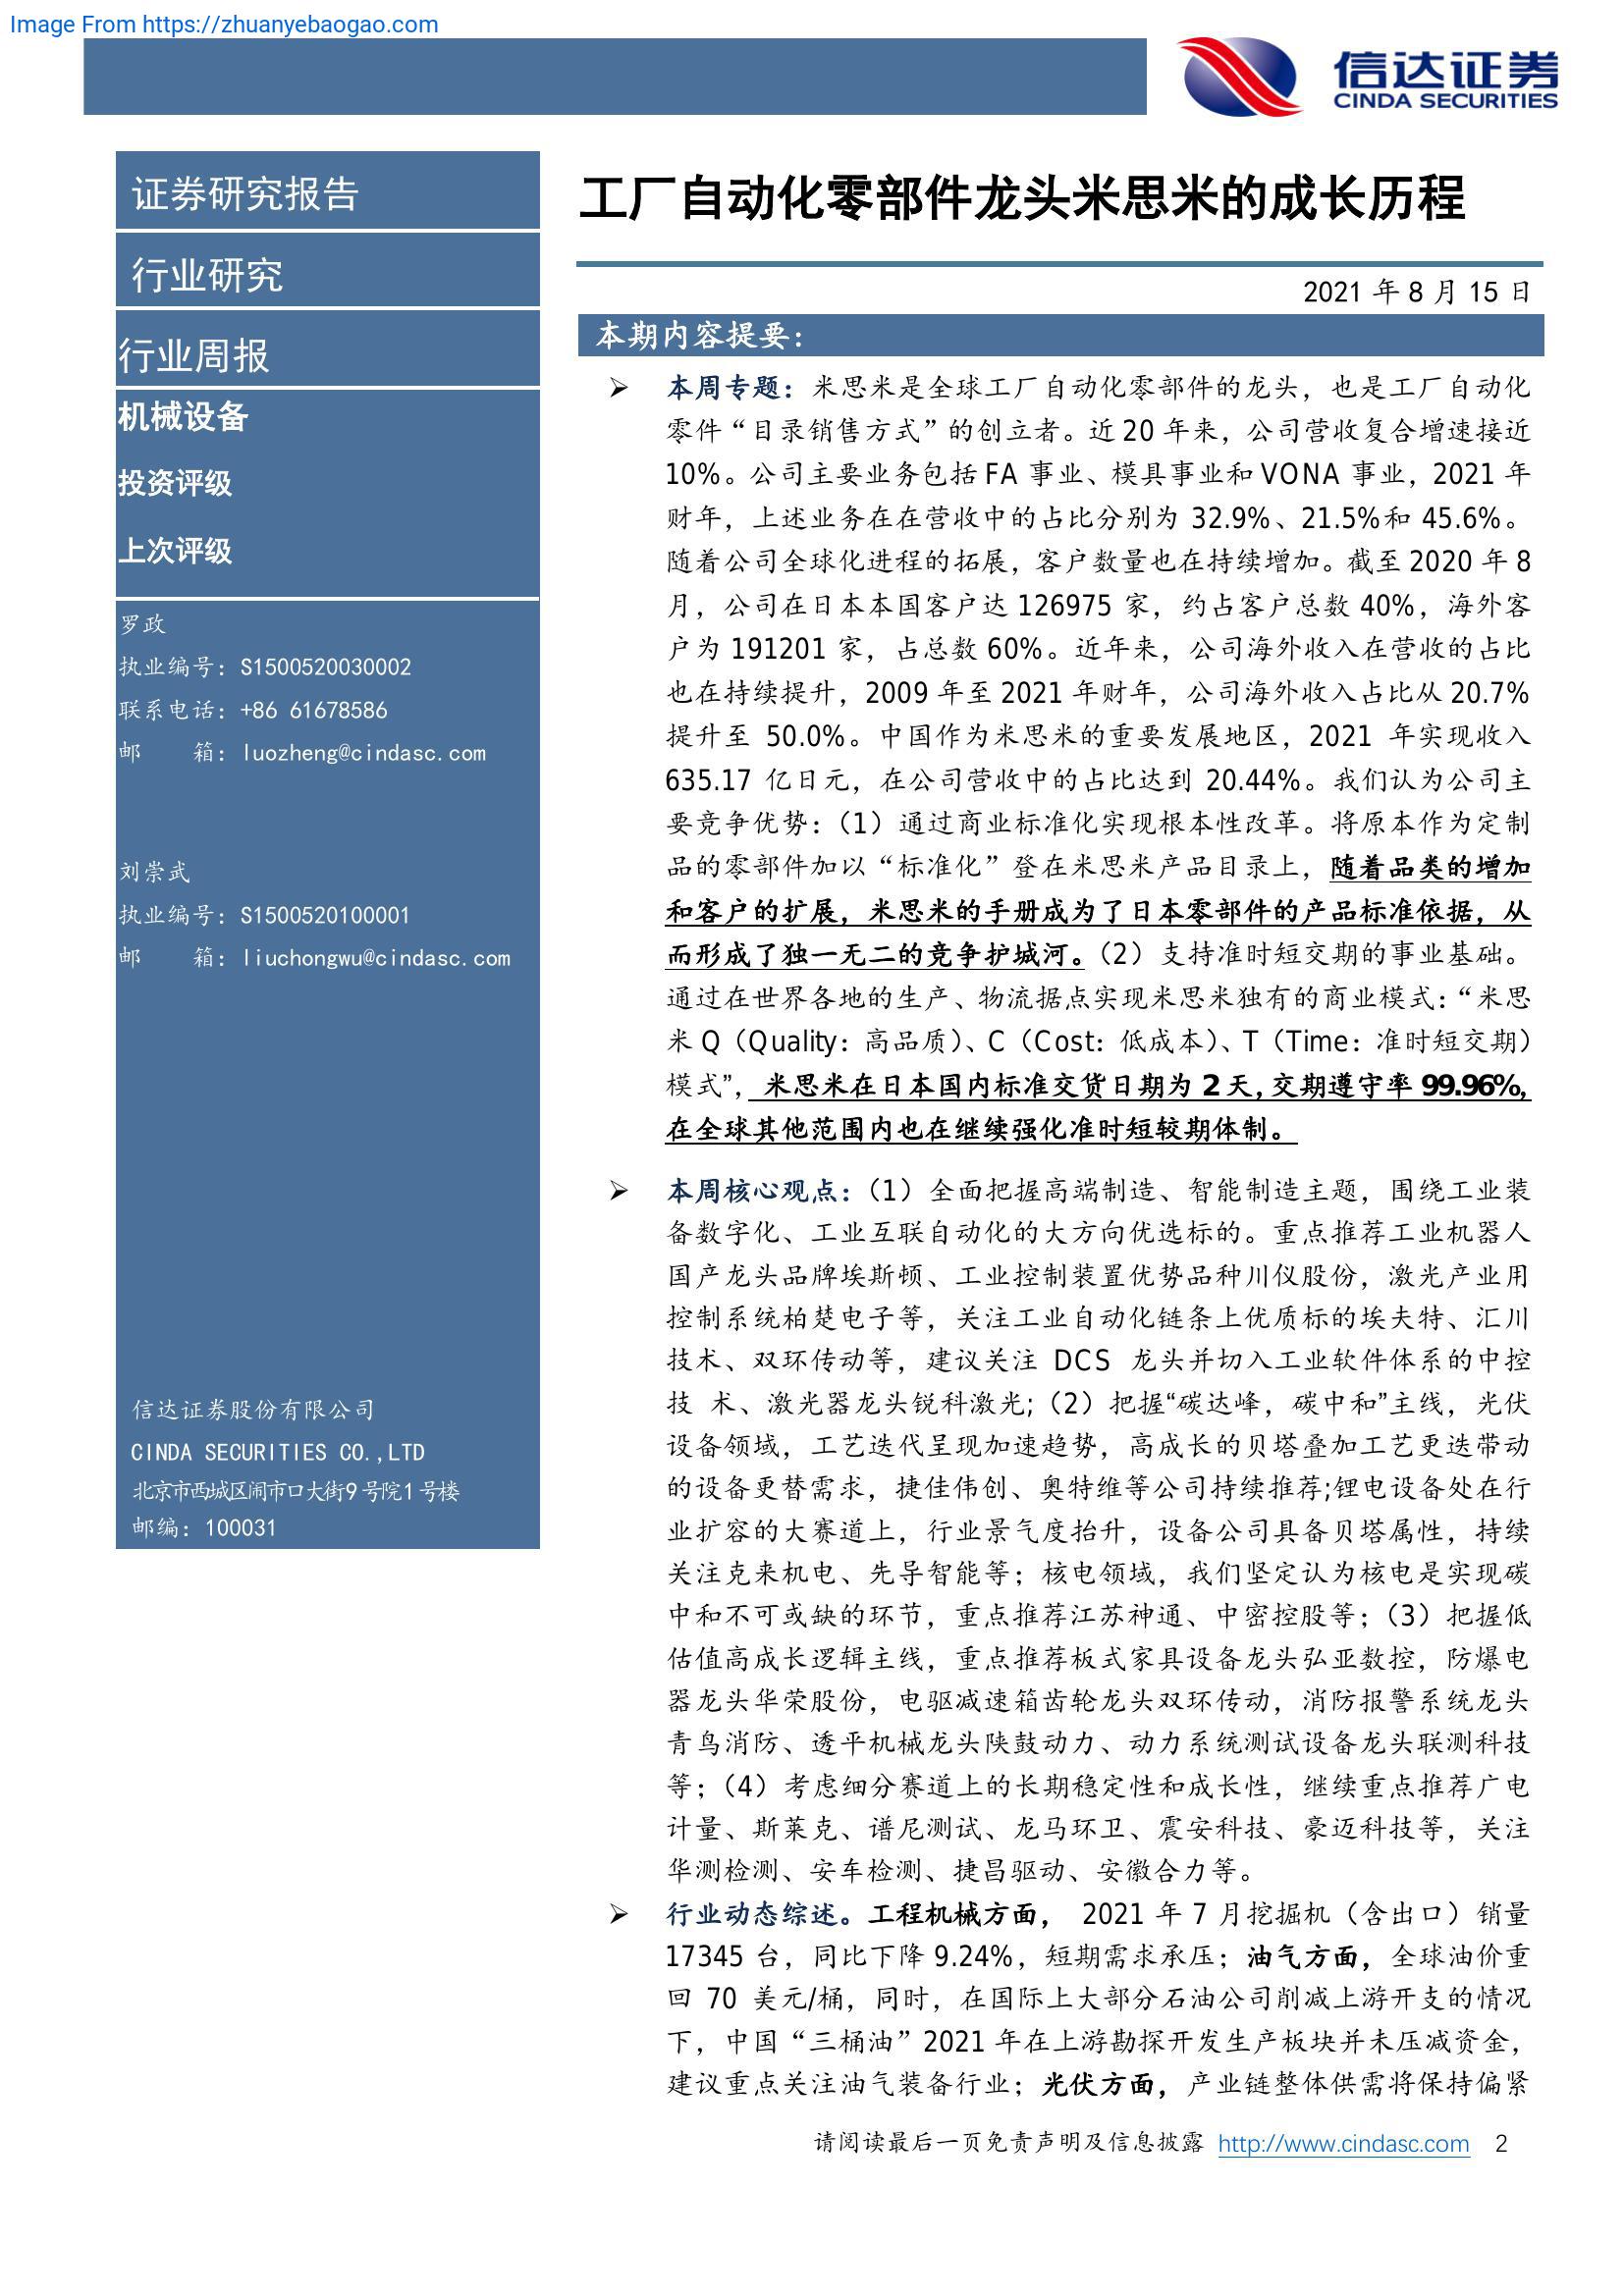 Image From https://zhuanyebaogao.com
信达证券
CINDA SECURITIES
证券研究报告
行业研究
行业周报
机械设备
投资评级
上次评级
罗政
执业编号：S1500520030002
联系电话：+86 61678586
邮 箱：luozheng@cindasc.com
刘崇武
执业编号：S1500520100001
邮 箱：liuchongwu@cindasc.com
信达证券股份有限公司
CINDA SECURITIES CO.,LTD
北京市西城区闹市口大街9号院1号楼
邮编：100031
工厂自动化零部件龙头米思米的成长历程
2021 年 8 月 15 日
本期内容提要：
➢ 本周专题：米思米是全球工厂自动化零部件的龙头，也是工厂自动化
零件“目录销售方式”的创立者。近 20 年来，公司营收复合增速接近
10%。公司主要业务包括 FA 事业、模具事业和 VONA 事业，2021 年
财年，上述业务在在营收中的占比分别为 32.9%、21.5%和 45.6%。
随着公司全球化进程的拓展，客户数量也在持续增加。截至 2020 年 8
月，公司在日本本国客户达 126975 家，约占客户总数 40%，海外客
户为 191201 家，占总数 60%。近年来，公司海外收入在营收的占比
也在持续提升，2009 年至 2021 年财年，公司海外收入占比从 20.7%
提升至 50.0%。中国作为米思米的重要发展地区，2021 年实现收入
635.17 亿日元，在公司营收中的占比达到 20.44%。我们认为公司主
要竞争优势：（1）通过商业标准化实现根本性改革。将原本作为定制
品的零部件加以“标准化”登在米思米产品目录上，随着品类的增加
和客户的扩展，米思米的手册成为了日本零部件的产品标准依据，从
而形成了独一无二的竞争护城河。（2）支持准时短交期的事业基础。
通过在世界各地的生产、物流据点实现米思米独有的商业模式：“米思
米 Q（Quality：高品质）、C（Cost：低成本）、T（Time：准时短交期）
模式”，米思米在日本国内标准交货日期为 2 天，交期遵守率 99.96%，
在全球其他范围内也在继续强化准时短较期体制。
➢ 本周核心观点：（1）全面把握高端制造、智能制造主题，围绕工业装
备数字化、工业互联自动化的大方向优选标的。重点推荐工业机器人
国产龙头品牌埃斯顿、工业控制装置优势品种川仪股份，激光产业用
控制系统柏楚电子等，关注工业自动化链条上优质标的埃夫特、汇川
技术、双环传动等，建议关注 DCS 龙头并切入工业软件体系的中控
技 术、激光器龙头锐科激光;（2）把握“碳达峰，碳中和”主线，光伏
设备领域，工艺迭代呈现加速趋势，高成长的贝塔叠加工艺更迭带动
的设备更替需求，捷佳伟创、奥特维等公司持续推荐;锂电设备处在行
业扩容的大赛道上，行业景气度抬升，设备公司具备贝塔属性，持续
关注克来机电、先导智能等；核电领域，我们坚定认为核电是实现碳
中和不可或缺的环节，重点推荐江苏神通、中密控股等；（3）把握低
估值高成长逻辑主线，重点推荐板式家具设备龙头弘亚数控，防爆电
器龙头华荣股份，电驱减速箱齿轮龙头双环传动，消防报警系统龙头
青鸟消防、透平机械龙头陕鼓动力、动力系统测试设备龙头联测科技
等；（4）考虑细分赛道上的长期稳定性和成长性，继续重点推荐广电
计量、斯莱克、谱尼测试、龙马环卫、震安科技、豪迈科技等，关注
华测检测、安车检测、捷昌驱动、安徽合力等。
➢ 行业动态综述。工程机械方面， 2021 年 7 月挖掘机（含出口）销量
17345 台，同比下降 9.24%，短期需求承压；油气方面，全球油价重
回 70 美元/桶，同时，在国际上大部分石油公司削减上游开支的情况
下，中国“三桶油”2021 年在上游勘探开发生产板块并未压减资金，
建议重点关注油气装备行业；光伏方面，产业链整体供需将保持偏紧
请阅读最后一页免责声明及信息披露 http://www.cindasc.com 2